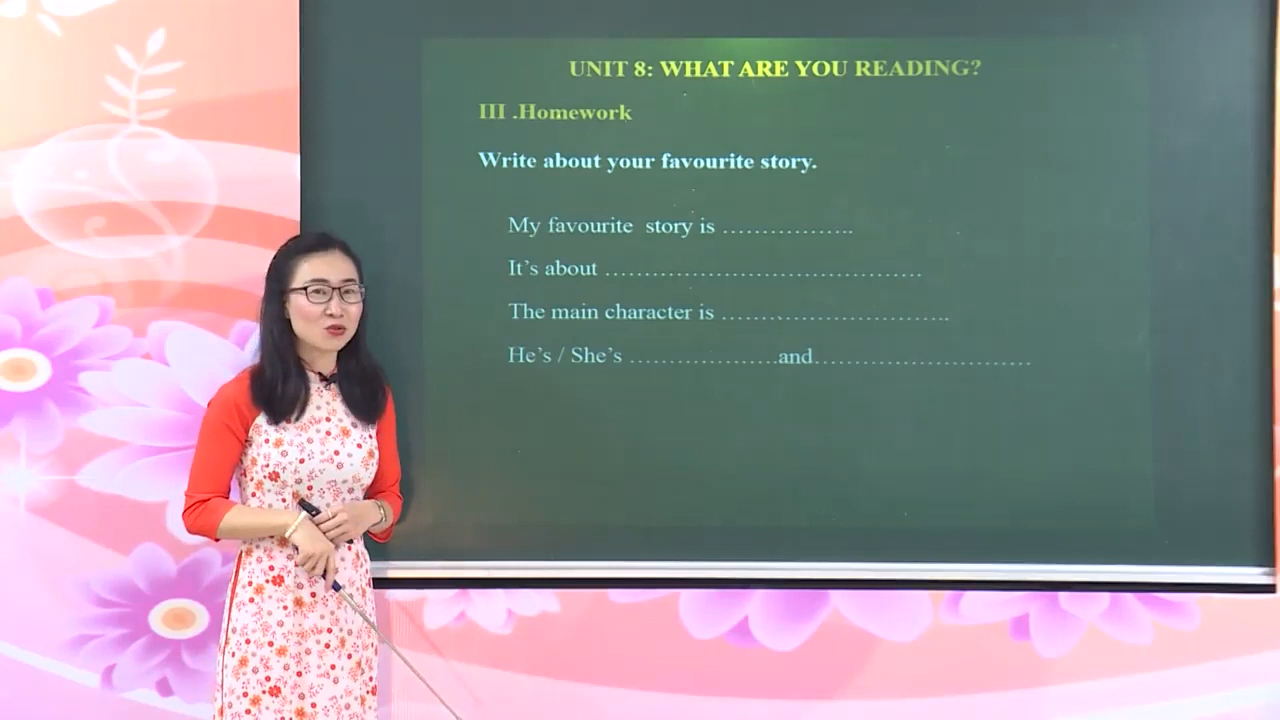 UNIT 8: WHAT ARE YOU READING?
III .Homework
Write about your favourite story.
My favourite  story is ……………..
It’s about ………………………………….
The main character is ………………………..
He’s / She’s ……………….and………………………